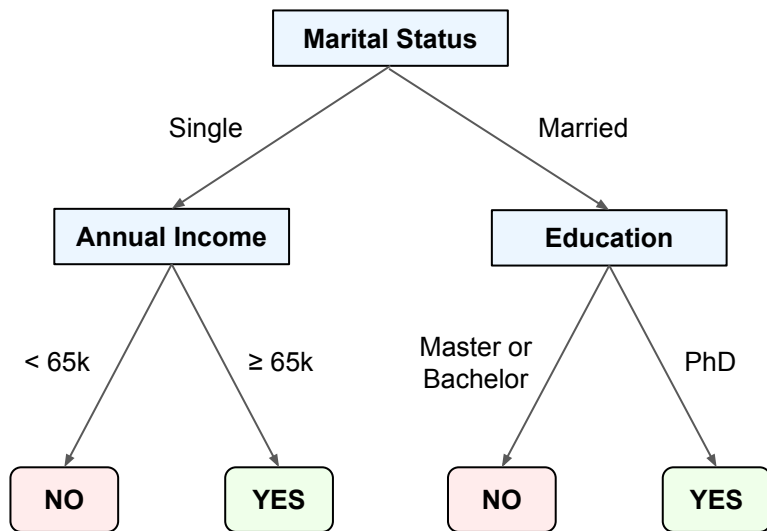 Marital Status
Single
Married
Annual Income
Education
< 65k
≥ 65k
Master or
Bachelor
PhD
NO
YES
NO
YES